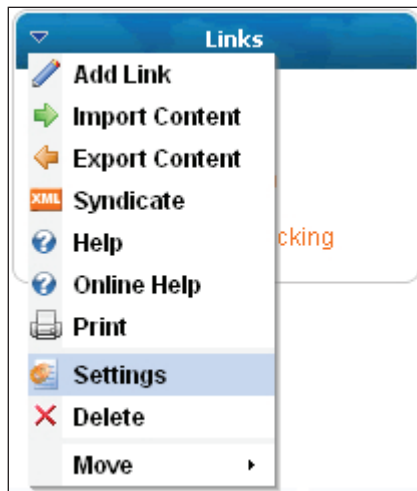 Links
Add Link
Import Content
Export Content
XML Syndicate
Help
cking
Online Help
Print
Settings
Delete
Move